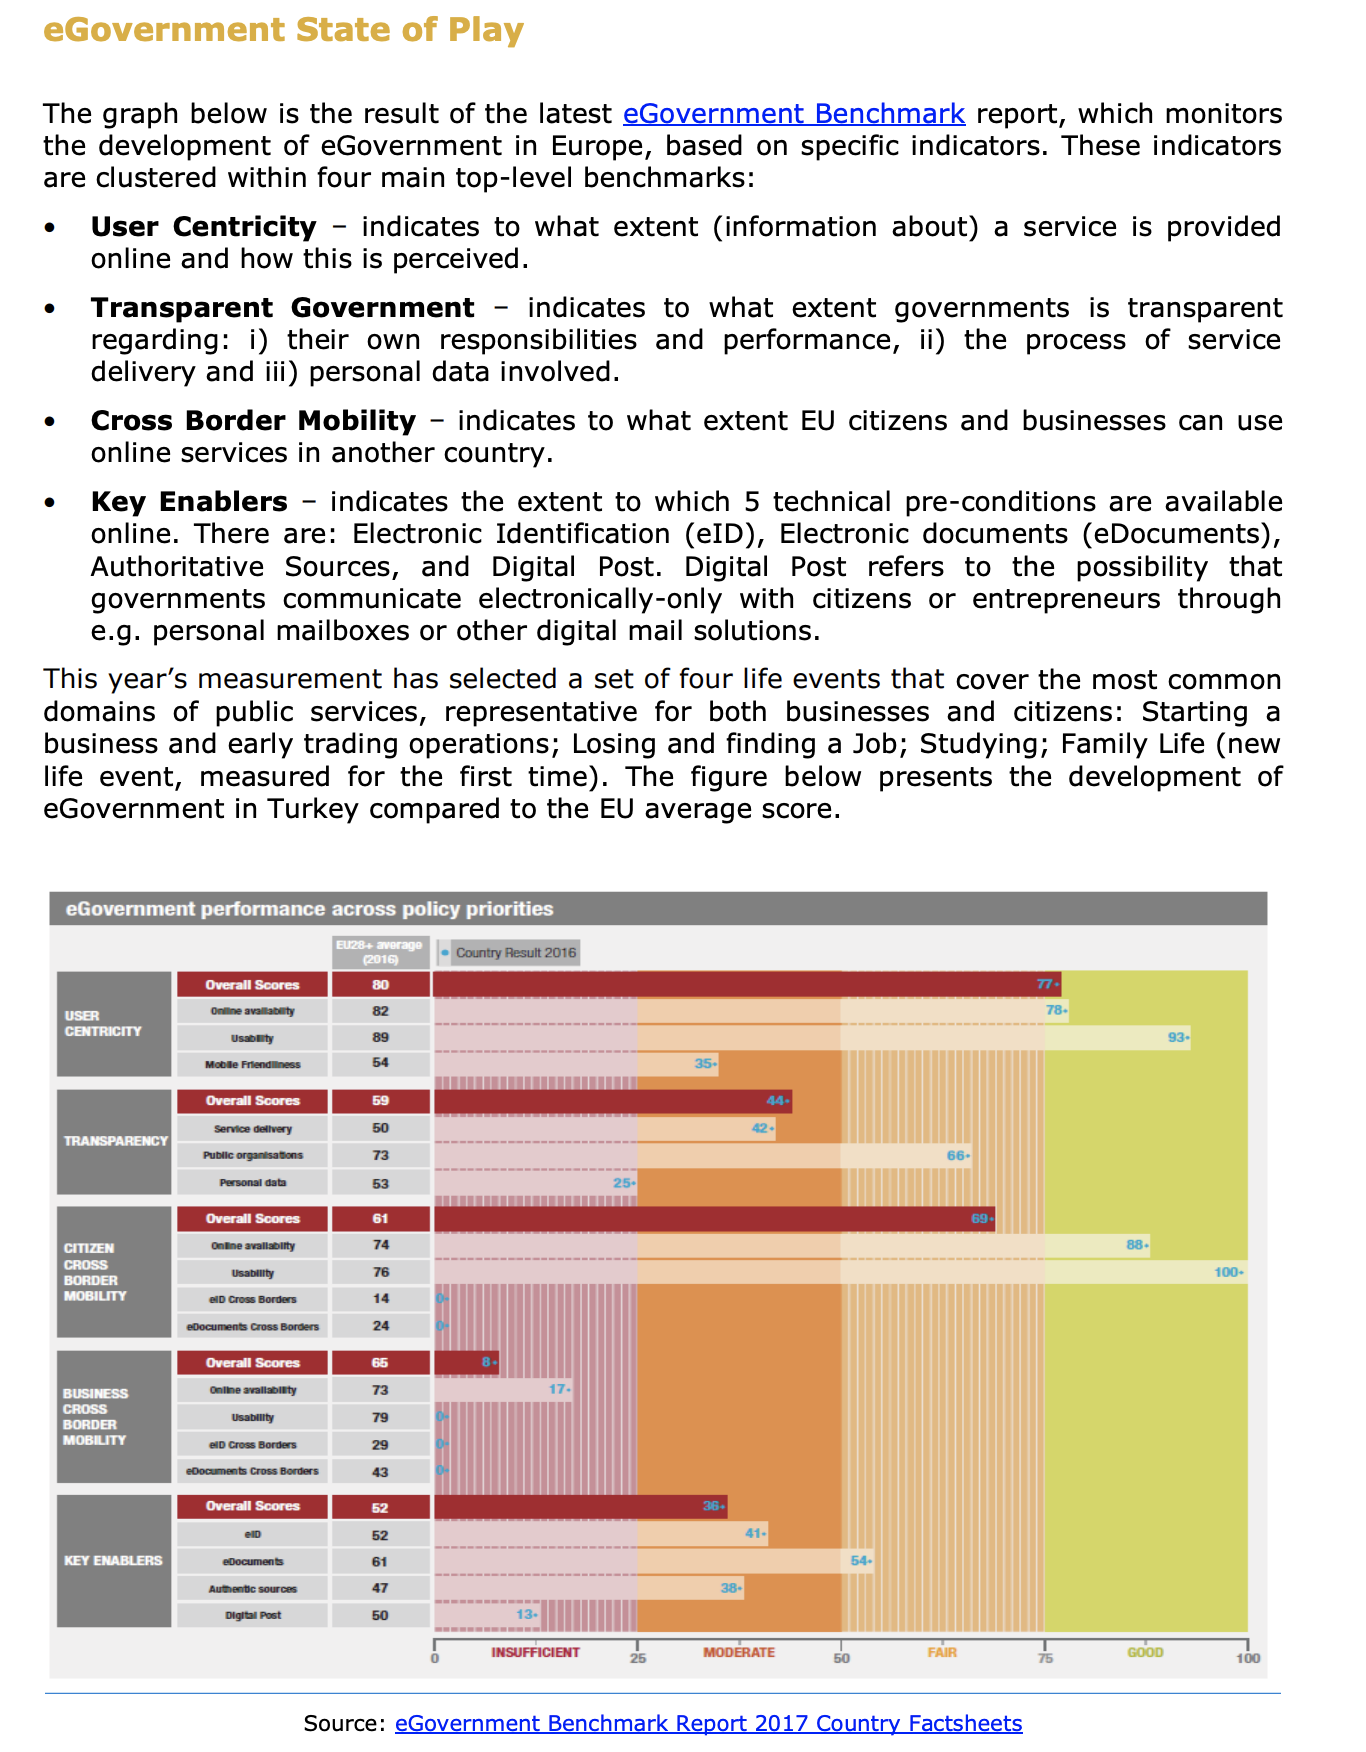 eGovernment State of Play
The graph below is the result of the latest eGovernment Benchmark report, which monitors
the development of eGovernment in Europe, based on specific indicators. These indicators
are clustered within four main top-level benchmarks:
• User Centricity – indicates to what extent (information about) a service is provided
online and how this is perceived.
• Transparent Government – indicates to what extent governments is transparent
regarding: i) their own responsibilities and performance, ii) the process of service
delivery and iii) personal data involved.
• Cross Border Mobility – indicates to what extent EU citizens and businesses can use
online services in another country.
• Key Enablers – indicates the extent to which 5 technical pre-conditions are available
online. There are: Electronic Identification (eID), Electronic documents (eDocuments),
Authoritative Sources, and Digital Post. Digital Post refers to the possibility that
governments communicate electronically-only with citizens or entrepreneurs through
e.g. personal mailboxes or other digital mail solutions.
This year’s measurement has selected a set of four life events that cover the most common
domains of public services, representative for both businesses and citizens: Starting a
business and early trading operations; Losing and finding a Job; Studying; Family Life (new
life event, measured for the first time). The figure below presents the development of
eGovernment in Turkey compared to the EU average score.
eGovernment performance across policy priorities
EU28+ average
(2016)
Country Result 2016
USER
CENTRICITY
Overall Scores 80 77
Online availability 82 78
Usability 89 93
Mobile Friendliness 54 35
TRANSPARENCY
Overall Scores 59 44
Service delivery 50 42
Public organisations 73 66
Personal data 53 25
CITIZEN
CROSS
BORDER
MOBILITY
Overall Scores 61 69
Online availability 74 88
Usability 76 100
eID Cross Borders 14 0
eDocuments Cross Borders 24 0
BUSINESS
CROSS
BORDER
MOBILITY
Overall Scores 65 8
Online availability 73 17
Usability 79 0
eID Cross Borders 29 0
eDocuments Cross Borders 43 0
KEY ENABLERS
Overall Scores 52 36
eID 52 41
eDocuments 61 54
Authentic sources 47 38
Digital Post 50 13
INSUFFICIENT MODERATE FAIR GOOD
0 25 50 75 100
Source: eGovernment Benchmark Report 2017 Country Factsheets